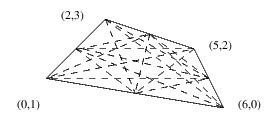 (2,3)
(5,2)
(0,1)
(6,0)